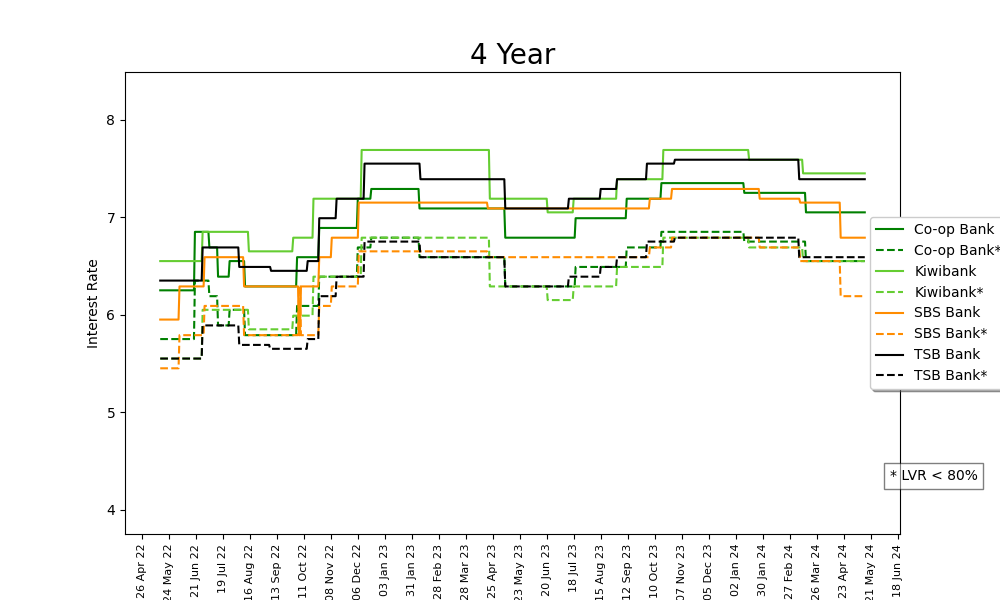 4 Year
Interest Rate
8
7
6
5
4
Co-op Bank
Co-op Bank*
Kiwibank
Kiwibank*
SBS Bank
SBS Bank*
TSB Bank
TSB Bank*
* LVR < 80%
26 Apr 22
24 May 22
21 Jun 22
19 Jul 22
16 Aug 22
13 Sep 22
11 Oct 22
08 Nov 22
06 Dec 22
03 Jan 23
31 Jan 23
28 Feb 23
28 Mar 23
25 Apr 23
23 May 23
20 Jun 23
18 Jul 23
15 Aug 23
12 Sep 23
10 Oct 23
07 Nov 23
05 Dec 23
02 Jan 24
30 Jan 24
27 Feb 24
26 Mar 24
23 Apr 24
21 May 24
18 Jun 24